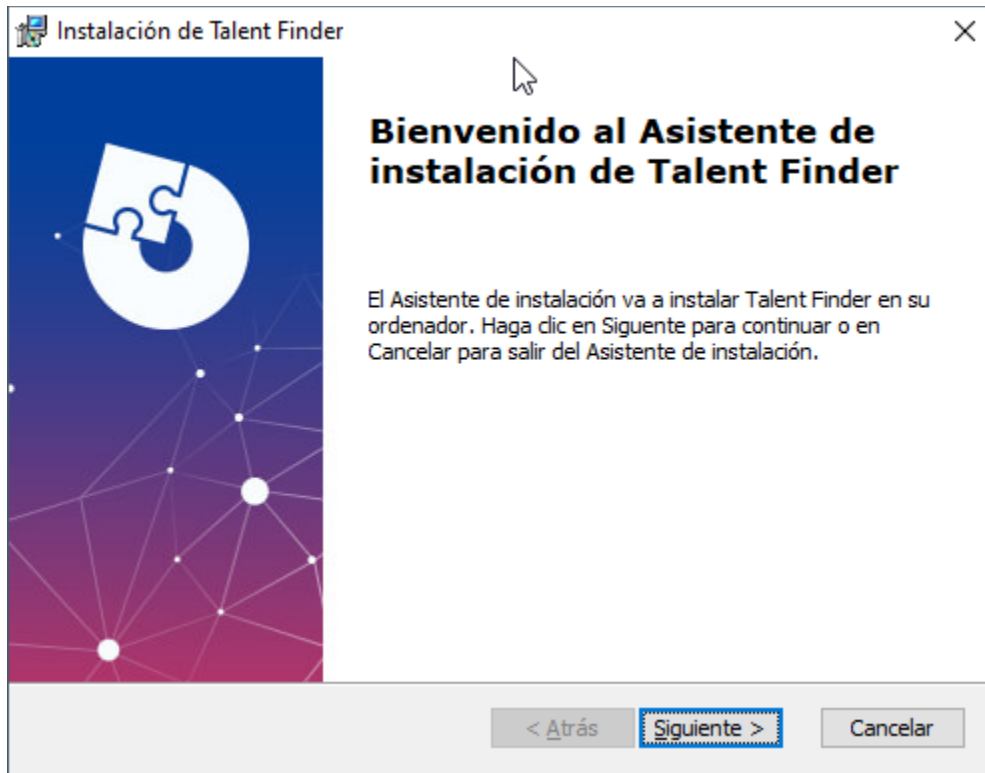 Instalación de Talent Finder
Bienvenido al Asistente de
instalación de Talent Finder
El Asistente de instalación va a instalar Talent Finder en su
ordenador. Haga clic en Siguente para continuar o en
Cancelar para salir del Asistente de instalación.
< Atrás
Siguiente >
Cancelar